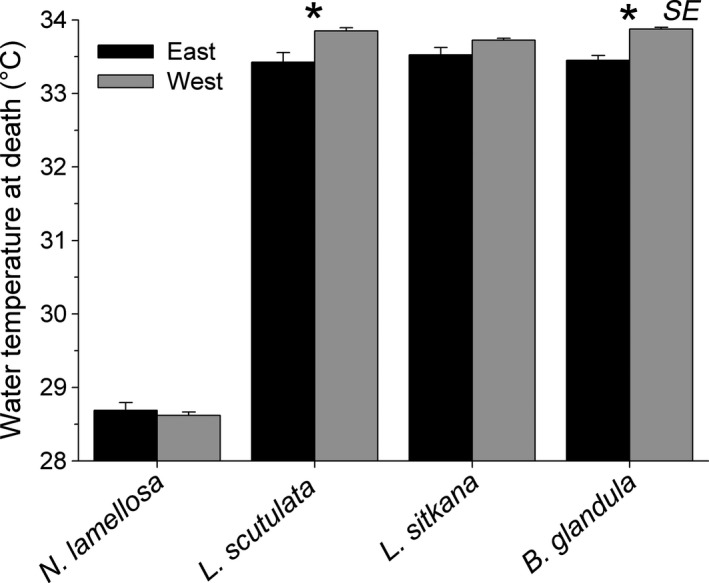 Water temperature at death (°C)
34
33
32
31
30
29
28
East
West
*
* SE
N. lamellosa
L. scutulata
L. sitkana
B. glandula